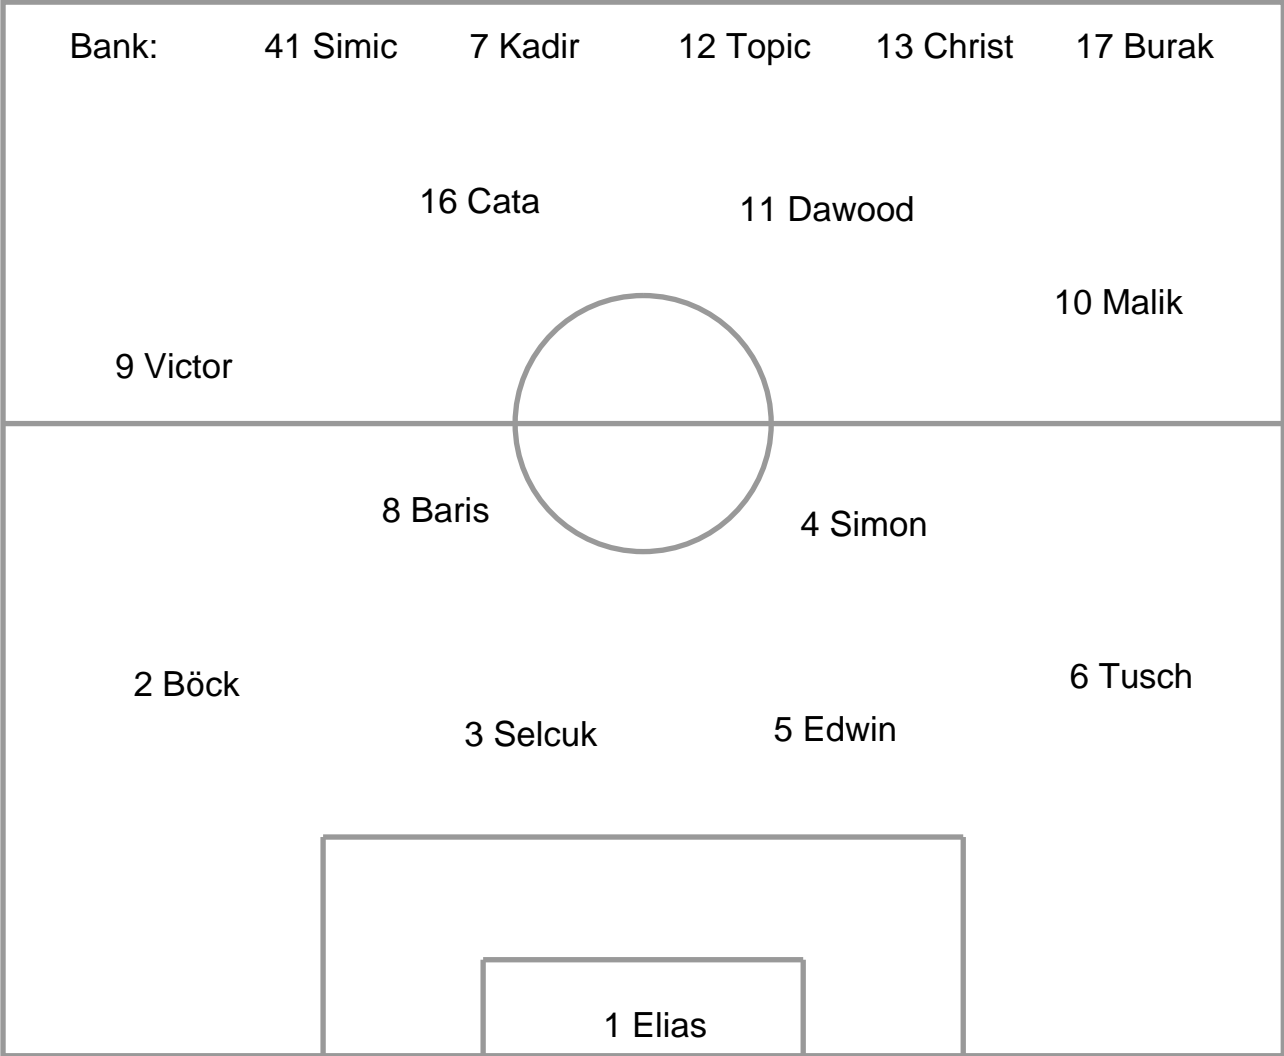 Bank: 41 Simic 7 Kadir 12 Topic 13 Christ 17 Burak
16 Cata 11 Dawood
10 Malik
9 Victor
8 Baris 4 Simon
2 Böck 6 Tusch
3 Selcuk 5 Edwin
1 Elias